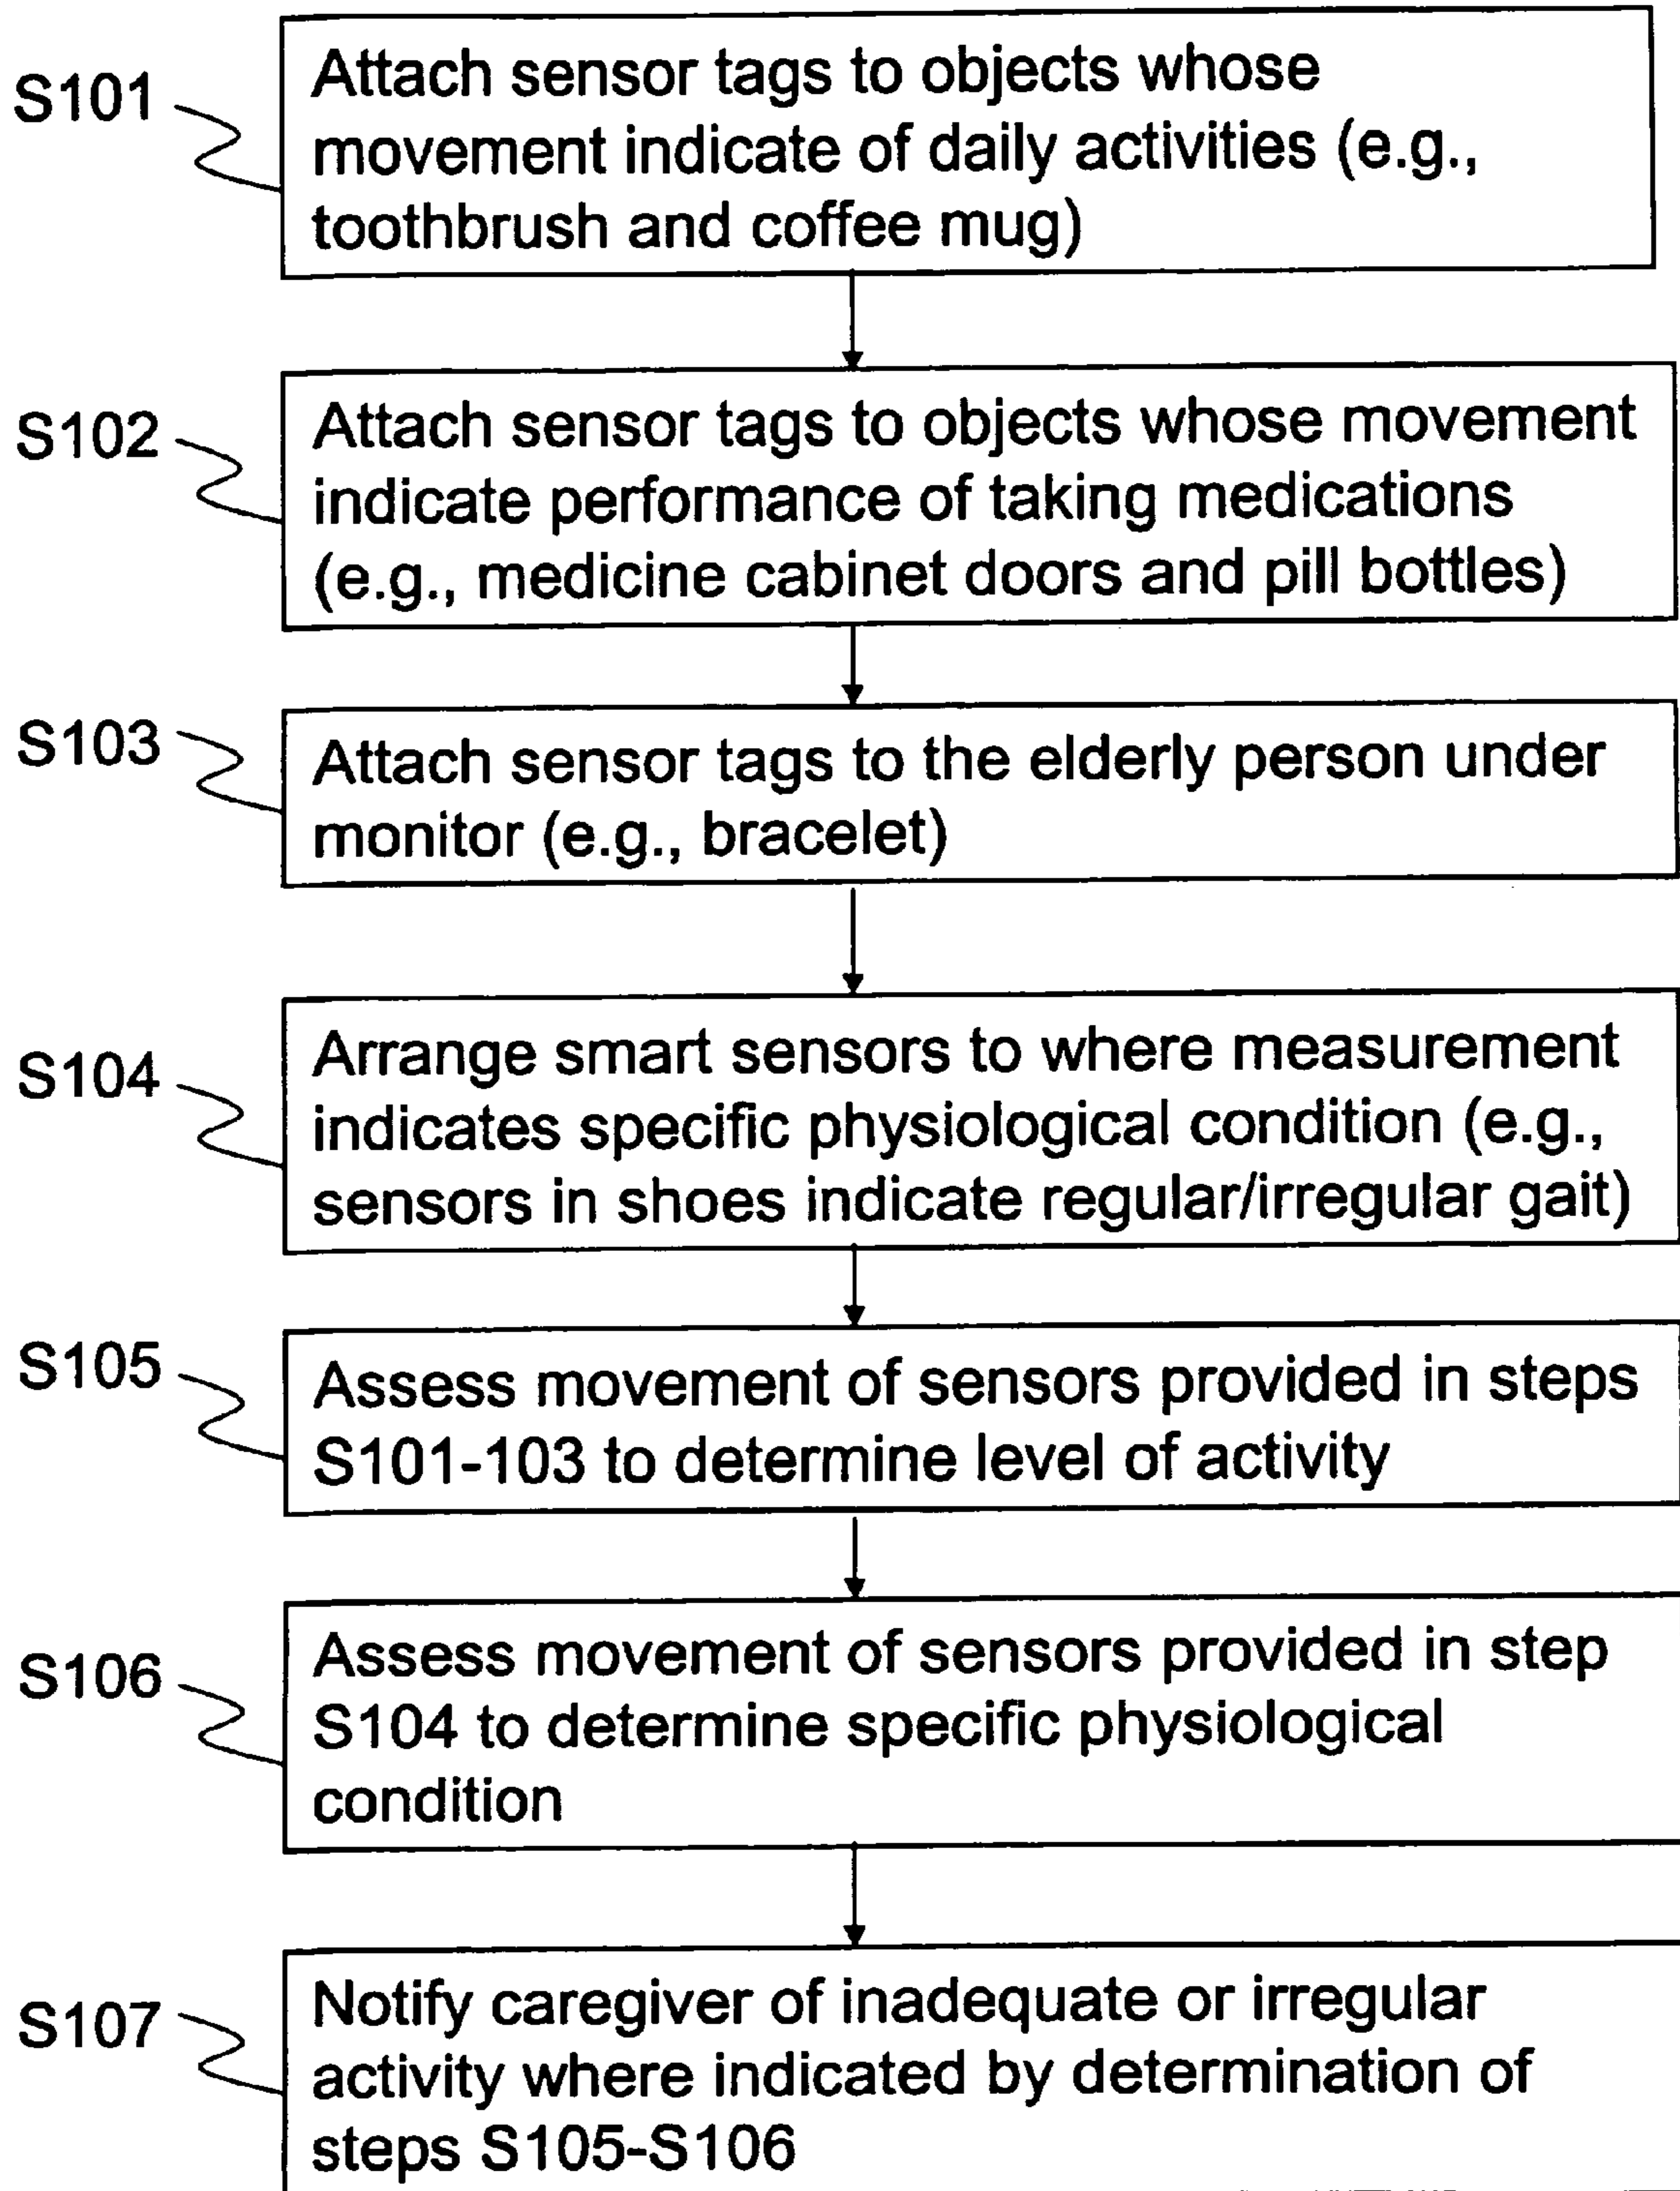 S101
Attach sensor tags to objects whose
movement indicate of daily activities (e.g.,
toothbrush and coffee mug)
S102
Attach sensor tags to objects whose movement
indicate performance of taking medications
(e.g., medicine cabinet doors and pill bottles)
S103
Attach sensor tags to the elderly person under
monitor (e.g., bracelet)
S104
Arrange smart sensors to where measurement
indicates specific physiological condition (e.g.,
sensors in shoes indicate regular/irregular gait)
S105
Assess movement of sensors provided in steps
S101-103 to determine level of activity
S106
Assess movement of sensors provided in step
S104 to determine specific physiological
condition
S107
Notify caregiver of inadequate or irregular
activity where indicated by determination of
steps S105-S106